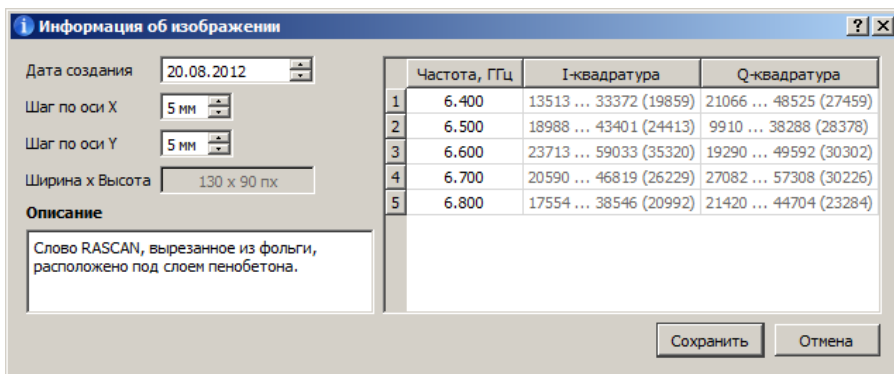 Информация об изображении
Дата создания 20.08.2012
Шаг по оси X 5 мм
Шаг по оси Y 5 мм
Ширина x Высота 130 x 90 пх
Описание
Слово RASCAN, вырезанное из фольги,
расположено под слоем пенобетона.
Частота, ГГц I-квадратура Q-квадратура
1 6.400 13513 ... 33372 (19859) 21066 ... 48525 (27459)
2 6.500 18988 ... 43401 (24413) 9910 ... 38288 (28378)
3 6.600 23713 ... 59033 (35320) 19290 ... 49592 (30302)
4 6.700 20590 ... 46819 (26229) 27082 ... 57308 (30226)
5 6.800 17554 ... 38546 (20992) 21420 ... 44704 (23284)
Сохранить Отмена